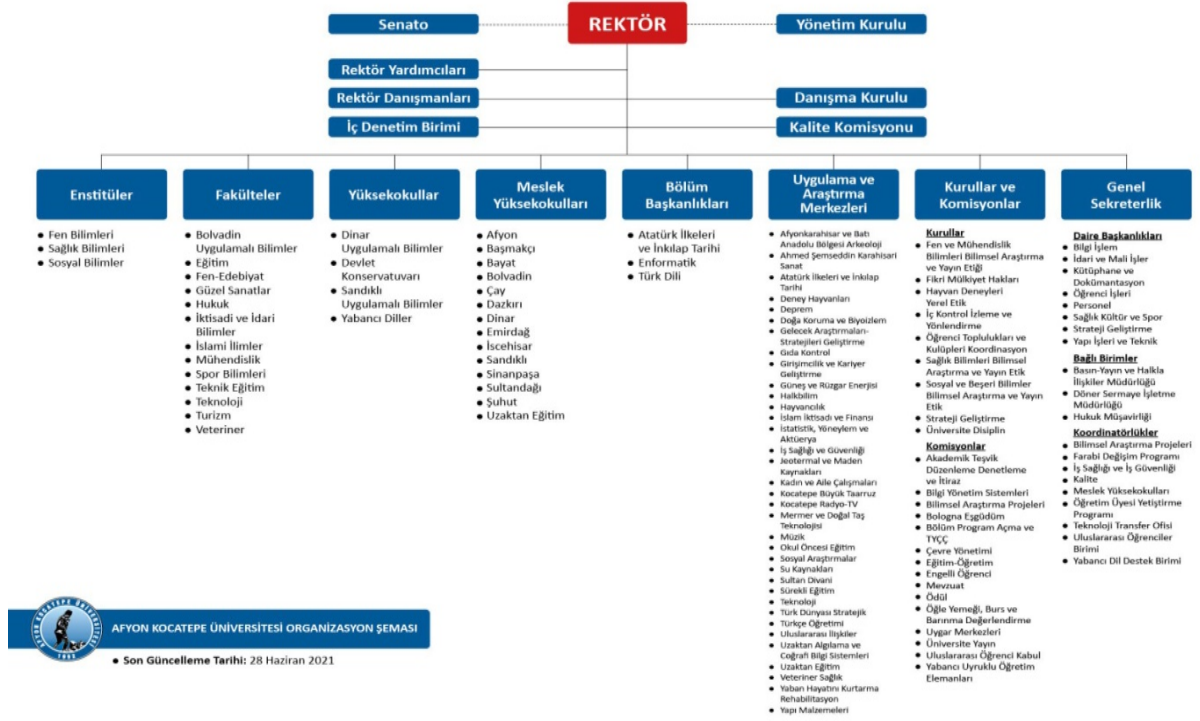 Senato
REKTÖR
Yönetim Kurulu
Rektör Yardımcıları
Rektör Danışmanları
Danışma Kurulu
İç Denetim Birimi
Kalite Komisyonu
Enstitüler
• Fen Bilimleri
• Sağlık Bilimleri
• Sosyal Bilimler
Fakülteler
• Bolvadin
Uygulamalı Bilimler
• Eğitim
• Fen-Edebiyat
• Güzel Sanatlar
• Hukuk
• İktisadi ve İdari
Bilimler
• İslami İlimler
• Mühendislik
• Spor Bilimleri
• Teknik Eğitim
• Teknoloji
• Turizm
• Veteriner
Yüksekokullar
• Dinar
Uygulamalı Bilimler
• Devlet
Konservatuvarı
• Sandıklı
Uygulamalı Bilimler
• Yabancı Diller
Meslek
Yüksekokulları
• Afyon
• Başmakçı
• Bayat
• Bolvadin
• Çay
• Dazkırı
• Dinar
• Emirdağ
• İscehisar
• Sandıklı
• Sinanpaşa
• Sultandağı
• Şuhut
• Uzaktan Eğitim
Bölüm
Başkanlıkları
• Atatürk İlkeleri
ve İnkılap Tarihi
• Enformatik
• Türk Dili
Uygulama ve
Araştırma
Merkezleri
• Afyonkarahisar ve Batı
Anadolu Bölgesi Arkeoloji
• Ahmed Şemseddin Karahisari
Sanat
• Atatürk İlkeleri ve İnkılap
Tarihi
• Deney Hayvanları
• Deprem
• Doğa Koruma ve Biyoizlem
• Gelecek Araştırmaları-
Stratejileri Geliştirme
• Gıda Kontrol
• Girişimcilik ve Kariyer
Geliştirme
• Güneş ve Rüzgar Enerjisi
• Halkbilim
• Hayvancılık
• İslam İktisadı ve Finansı
• İstatistik, Yöneylem ve
Aktüerya
• İş Sağlığı ve Güvenliği
• Jeotermal ve Maden
Kaynakları
• Kadın ve Aile Çalışmaları
• Kocatepe Büyük Taarruz
• Kocatepe Radyo-TV
• Mermer ve Doğal Taş
Teknolojisi
• Müzik
• Okul Öncesi Eğitim
• Sosyal Araştırmalar
• Su Kaynakları
• Sultan Divani
• Sürekli Eğitim
• Teknoloji
• Türk Dünyası Stratejik
• Türkçe Öğretimi
• Uluslararası İlişkiler
• Uzaktan Algılama ve
Coğrafi Bilgi Sistemleri
• Uzaktan Eğitim
• Veteriner Sağlık
• Yaban Hayatını Kurtarma
Rehabilitasyon
• Yapı Malzemeleri
Kurullar ve
Komisyonlar
Kurullar
• Fen ve Mühendislik
Bilimleri Bilimsel Araştırma
ve Yayın Etiği
• Fikri Mülkiyet Hakları
• Hayvan Deneyleri
Yerel Etik
• İç Kontrol İzleme ve
Yönlendirme
• Öğrenci Toplulukları ve
Kulüpleri Koordinasyon
• Sağlık Bilimleri Bilimsel
Araştırma ve Yayın Etik
• Sosyal ve Beşeri Bilimler
Bilimsel Araştırma ve Yayın
Etik
• Strateji Geliştirme
• Üniversite Disiplin
Komisyonlar
• Akademik Teşvik
Düzenleme Denetleme
ve İtiraz
• Bilgi Yönetim Sistemleri
• Bilimsel Araştırma Projeleri
• Bologna Eşgüdüm
• Bölüm Program Açma ve
TYÇÇ
• Çevre Yönetimi
• Eğitim-Öğretim
• Engelli Öğrenci
• Mevzuat
• Ödül
• Öğle Yemeği, Burs ve
Barınma Değerlendirme
• Uygar Merkezleri
• Üniversite Yayın
• Uluslararası Öğrenci Kabul
• Yabancı Uyruklu Öğretim
Elemanları
Genel
Sekreterlik
Daire Başkanlıkları
• Bilgi İşlem
• İdari ve Mali İşler
• Kütüphane ve
Dokümantasyon
• Öğrenci İşleri
• Personel
• Sağlık Kültür ve Spor
• Strateji Geliştirme
• Yapı İşleri ve Teknik
Bağlı Birimler
• Basın-Yayın ve Halkla
İlişkiler Müdürlüğü
• Döner Sermaye İşletme
Müdürlüğü
• Hukuk Müşavirliği
Koordinatörlükler
• Bilimsel Araştırma Projeleri
• Farabi Değişim Programı
• İş Sağlığı ve İş Güvenliği
• Kalite
• Meslek Yüksekokulları
• Öğretim Üyesi Yetiştirme
Programı
• Teknoloji Transfer Ofisi
• Uluslararası Öğrenciler
Birimi
• Yabancı Dil Destek Birimi
AFYON KOCATEPE ÜNİVERSİTESİ
1992
AFYON KOCATEPE ÜNİVERSİTESİ ORGANİZASYON ŞEMASI
• Son Güncelleme Tarihi: 28 Haziran 2021